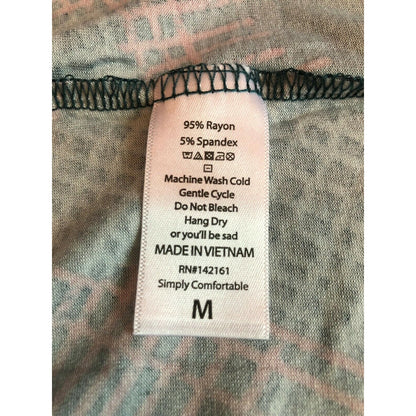 95% Rayon
5% Spandex
Machine Wash Cold
Gentle Cycle
Do Not Bleach
Hang Dry
or you'll be sad
MADE IN VIETNAM
RN#142161
Simply Comfortable
M